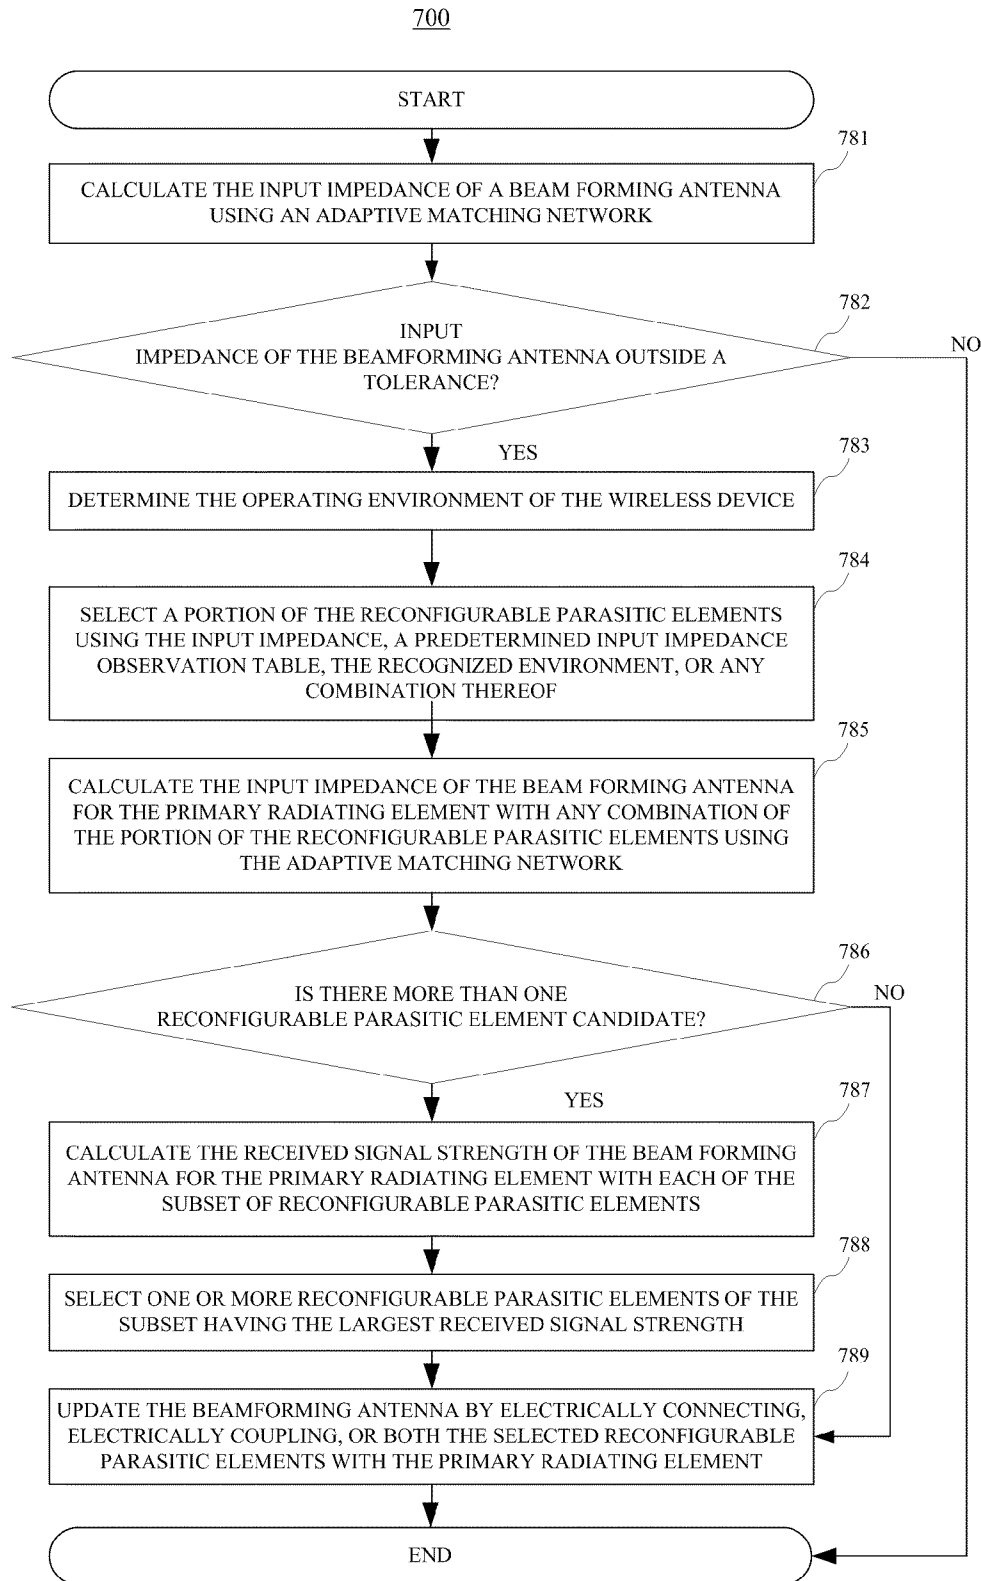 700
START
781
CALCULATE THE INPUT IMPEDANCE OF A BEAM FORMING ANTENNA
USING AN ADAPTIVE MATCHING NETWORK
782
INPUT
IMPEDANCE OF THE BEAMFORMING ANTENNA OUTSIDE A
TOLERANCE?
NO
YES
783
DETERMINE THE OPERATING ENVIRONMENT OF THE WIRELESS DEVICE
784
SELECT A PORTION OF THE RECONFIGURABLE PARASITIC ELEMENTS
USING THE INPUT IMPEDANCE, A PREDETERMINED INPUT IMPEDANCE
OBSERVATION TABLE, THE RECOGNIZED ENVIRONMENT, OR ANY
COMBINATION THEREOF
785
CALCULATE THE INPUT IMPEDANCE OF THE BEAM FORMING ANTENNA
FOR THE PRIMARY RADIATING ELEMENT WITH ANY COMBINATION OF
THE PORTION OF THE RECONFIGURABLE PARASITIC ELEMENTS USING
THE ADAPTIVE MATCHING NETWORK
786
IS THERE MORE THAN ONE
RECONFIGURABLE PARASITIC ELEMENT CANDIDATE?
NO
YES
787
CALCULATE THE RECEIVED SIGNAL STRENGTH OF THE BEAM FORMING
ANTENNA FOR THE PRIMARY RADIATING ELEMENT WITH EACH OF THE
SUBSET OF RECONFIGURABLE PARASITIC ELEMENTS
788
SELECT ONE OR MORE RECONFIGURABLE PARASITIC ELEMENTS OF THE
SUBSET HAVING THE LARGEST RECEIVED SIGNAL STRENGTH
789
UPDATE THE BEAMFORMING ANTENNA BY ELECTRICALLY CONNECTING,
ELECTRICALLY COUPLING, OR BOTH THE SELECTED RECONFIGURABLE
PARASITIC ELEMENTS WITH THE PRIMARY RADIATING ELEMENT
END